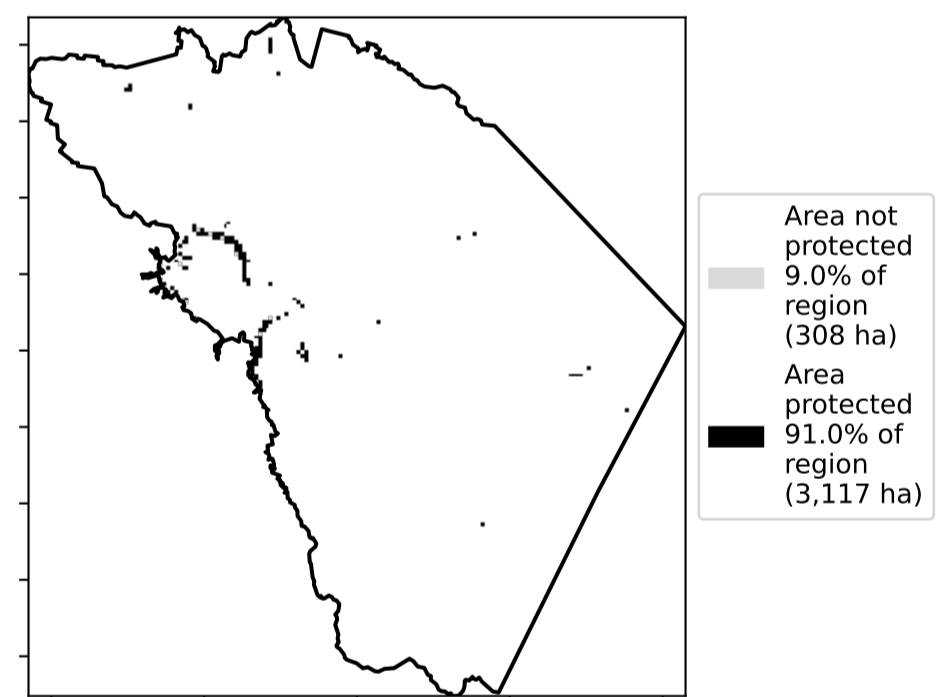 Area not
protected
9.0% of
region
(308 ha)
Area
protected
91.0% of
region
(3,117 ha)